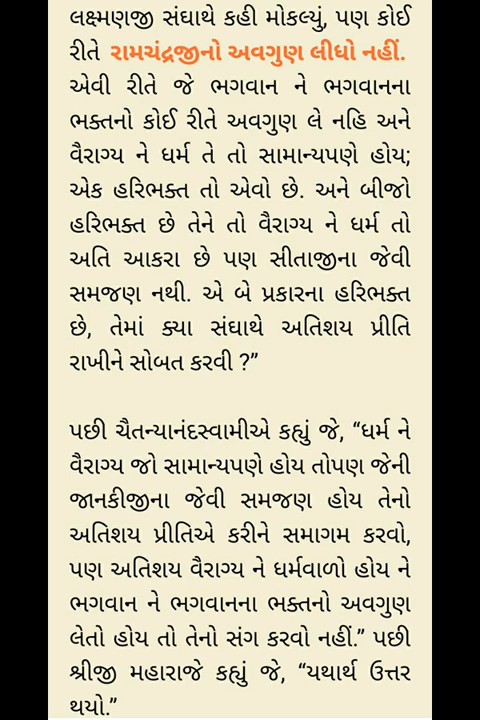 લક્ષ્મણજી સંઘાથે કહી મોકલ્યું, પણ કોઈ
રીતે રામચંદ્રજીનો અવગુણ લીધો નહીં.
એવી રીતે જે ભગવાન ને ભગવાનના
ભક્તનો કોઈ રીતે અવગુણ લે નહિ અને
વૈરાગ્ય ને ધર્મ તે તો સામાન્યપણે હોય;
એક હરિભક્ત તો એવો છે. અને બીજો
હરિભક્ત છે તેને તો વૈરાગ્ય ને ધર્મ તો
અતિ આકરા છે પણ સીતાજીના જેવી
સમજણ નથી. એ બે પ્રકારના હરિભક્ત
છે, તેમાં ક્યા સંઘાથે અતિશય પ્રીતિ
રાખીને સોબત કરવી ?”
પછી ચૈતન્યાનંદસ્વામીએ કહ્યું જે, “ધર્મ ને
વૈરાગ્ય જો સામાન્યપણે હોય તોપણ જેની
જાનકીજીના જેવી સમજણ હોય તેનો
અતિશય પ્રીતિએ કરીને સમાગમ કરવો,
પણ અતિશય વૈરાગ્ય ને ધર્મવાળો હોય ને
ભગવાન ને ભગવાનના ભક્તનો અવગુણ
લેતો હોય તો તેનો સંગ કરવો નહીં.” પછી
શ્રીજી મહારાજે કહ્યું જે, “યથાર્થ ઉત્તર
થયો.”